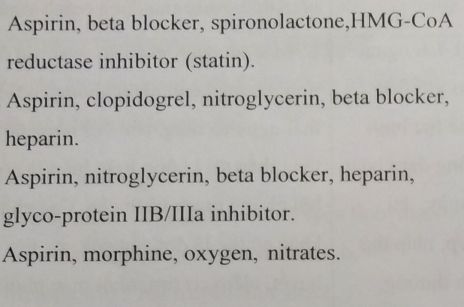 Aspirin, beta blocker, spironolactone,HMG-CoA
reductase inhibitor (statin).
Aspirin, clopidogrel, nitroglycerin, beta blocker,
heparin.
Aspirin, nitroglycerin, beta blocker, heparin,
glyco-protein IIB/IIIa inhibitor.
Aspirin, morphine, oxygen, nitrates.